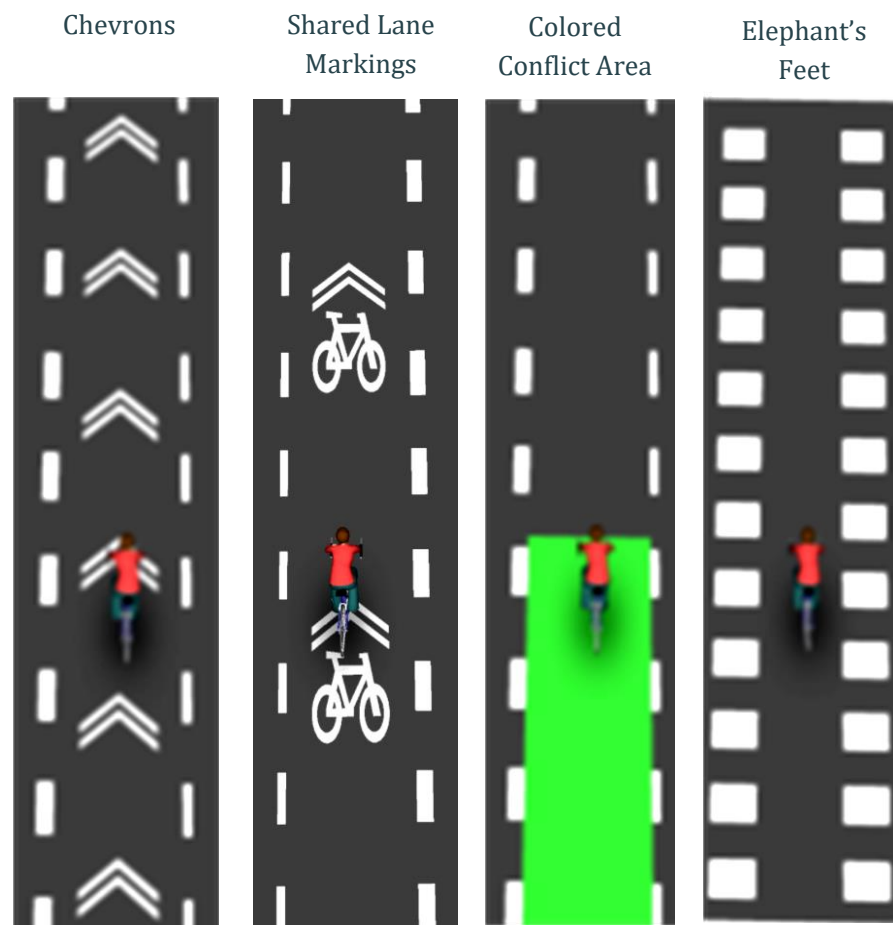 Chevrons
Shared Lane
Markings
Colored
Conflict Area
Elephant’s
Feet